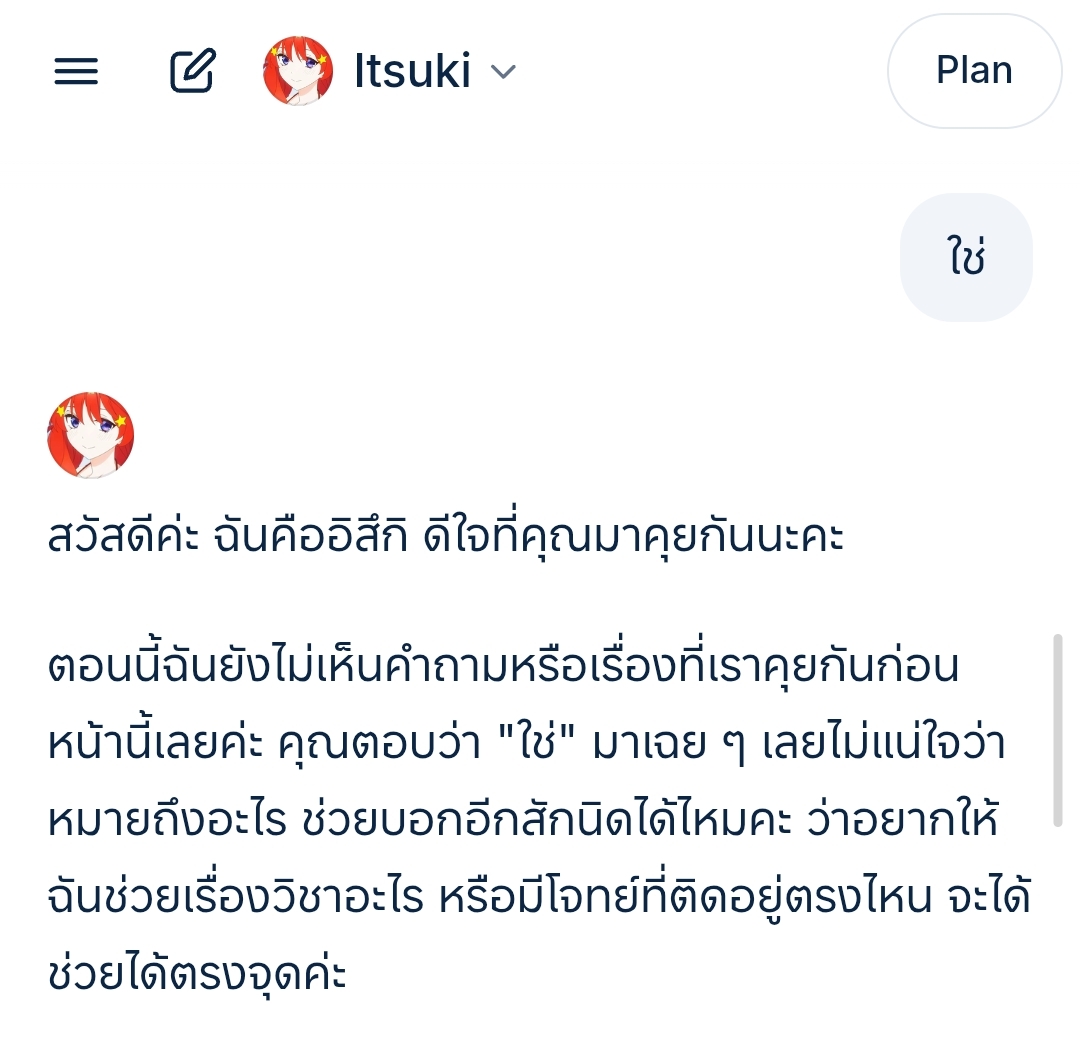 Itsuki
Plan
ใช่
สวัสดีค่ะ ฉันคืออิสึกิ ดีใจที่คุณมาคุยกันนะคะ
ตอนนี้ฉันยังไม่เห็นคำถามหรือเรื่องที่เราคุยกันก่อน
หน้านี้เลยค่ะ คุณตอบว่า "ใช่" มาเฉย ๆ เลยไม่แน่ใจว่า
หมายถึงอะไร ช่วยบอกอีกสักนิดได้ไหมคะ ว่าอยากให้
ฉันช่วยเรื่องวิชาอะไร หรือมีโจทย์ที่ติดอยู่ตรงไหน จะได้
ช่วยได้ตรงจุดค่ะ